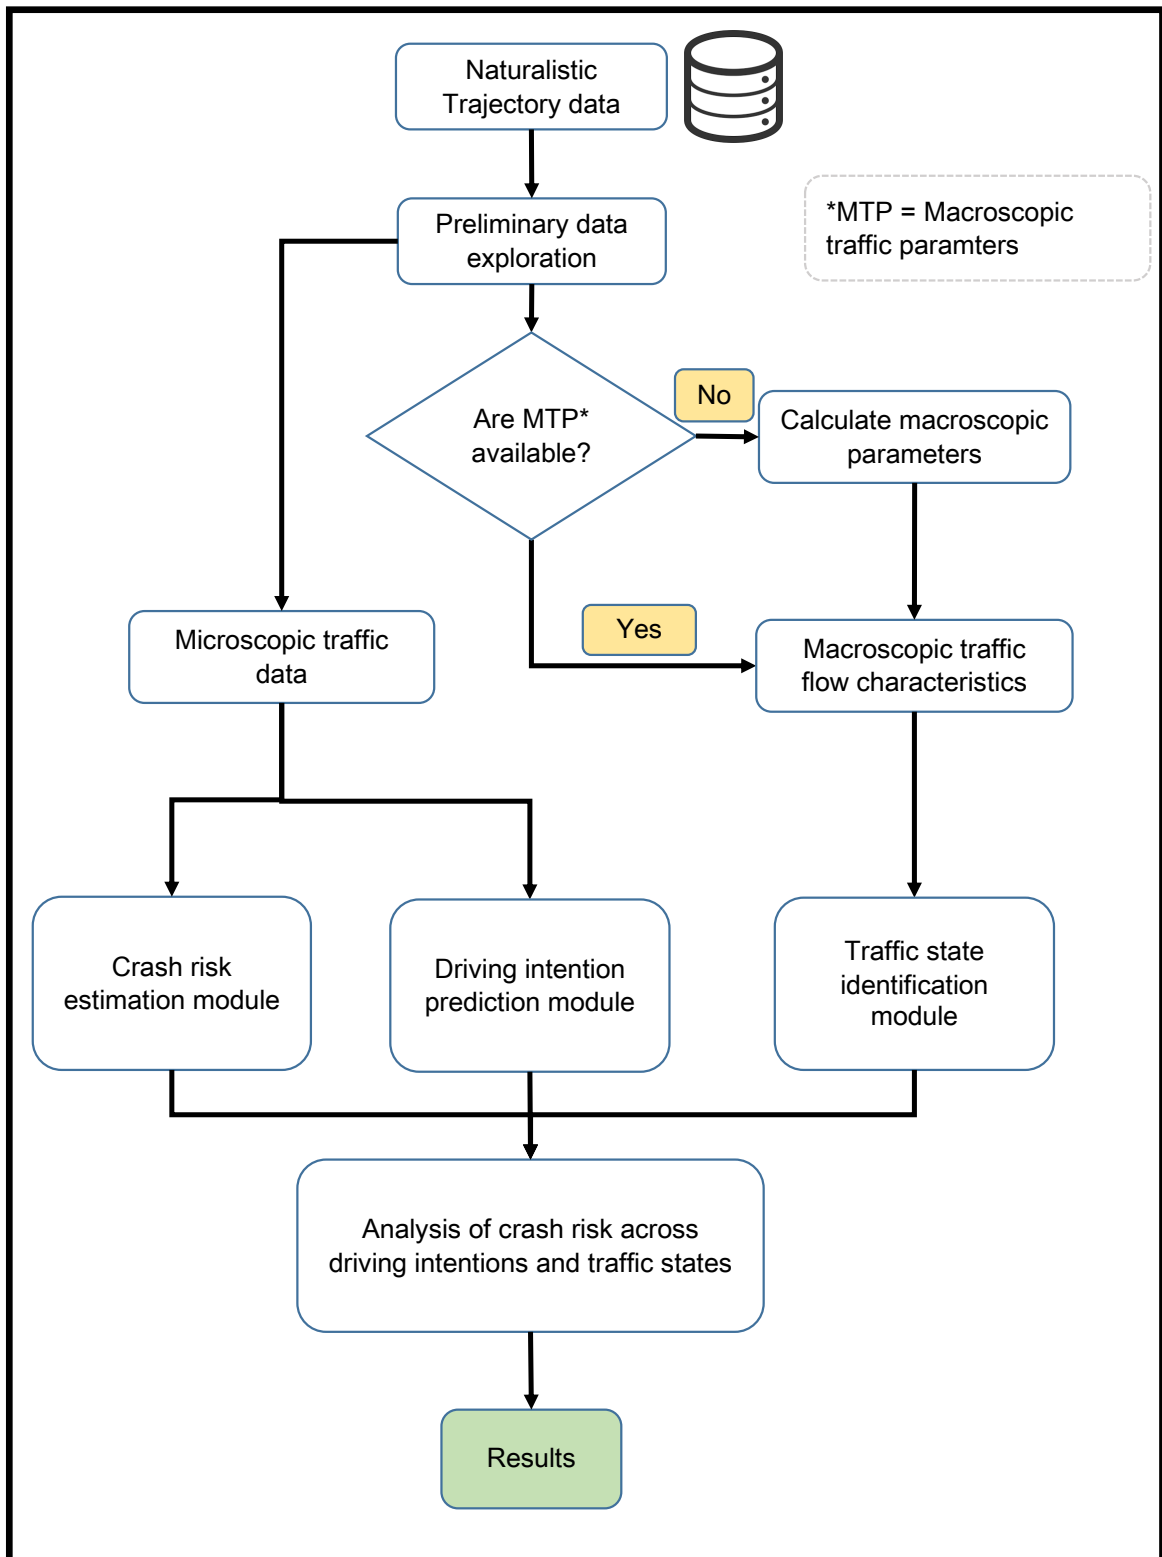 Naturalistic
Trajectory data
*MTP = Macroscopic
traffic paramters
Preliminary data
exploration
Are MTP*
available?
No
Calculate macroscopic
parameters
Yes
Microscopic traffic
data
Macroscopic traffic
flow characteristics
Crash risk
estimation module
Driving intention
prediction module
Traffic state
identification
module
Analysis of crash risk across
driving intentions and traffic states
Results